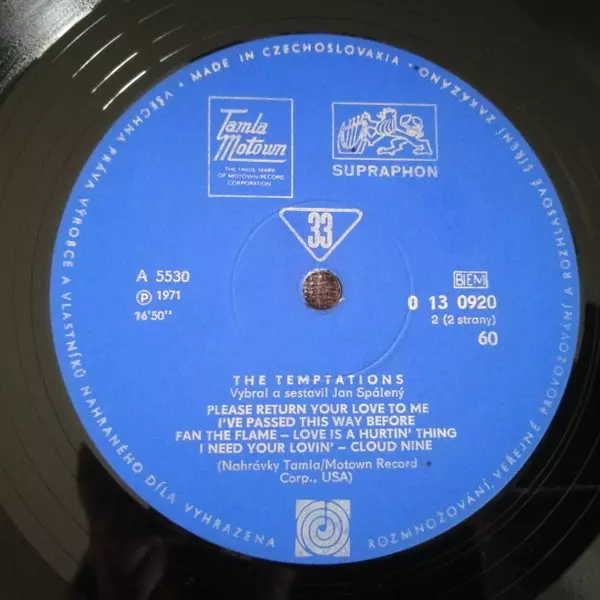 VŠECHNA PRÁVA VÝROBCE A VLASTNÍKŮ NAHRANÉHO DÍLA VYHRAZENA
• MADE IN CZECHOSLOVAKIA •
ROZMNOŽOVÁNÍ, VEŘEJNÉ PROVOZOVÁNÍ A ROZHLASOVÉ ŠÍŘENÍ ZAKÁZÁNO
Tamla
Motown
THE TRADE MARK
OF MOTOWN RECORD
CORPORATION
SUPRAPHON
33
A 5530
Ⓟ 1971
16'50''
BIEM
0 13 0920
2 (2 strany)
60
THE TEMPTATIONS
Vybral a sestavil Jan Spálený
PLEASE RETURN YOUR LOVE TO ME
I'VE PASSED THIS WAY BEFORE
FAN THE FLAME – LOVE IS A HURTIN' THING
I NEED YOUR LOVIN' – CLOUD NINE
(Nahrávky Tamla/Motown Record
Corp., USA)